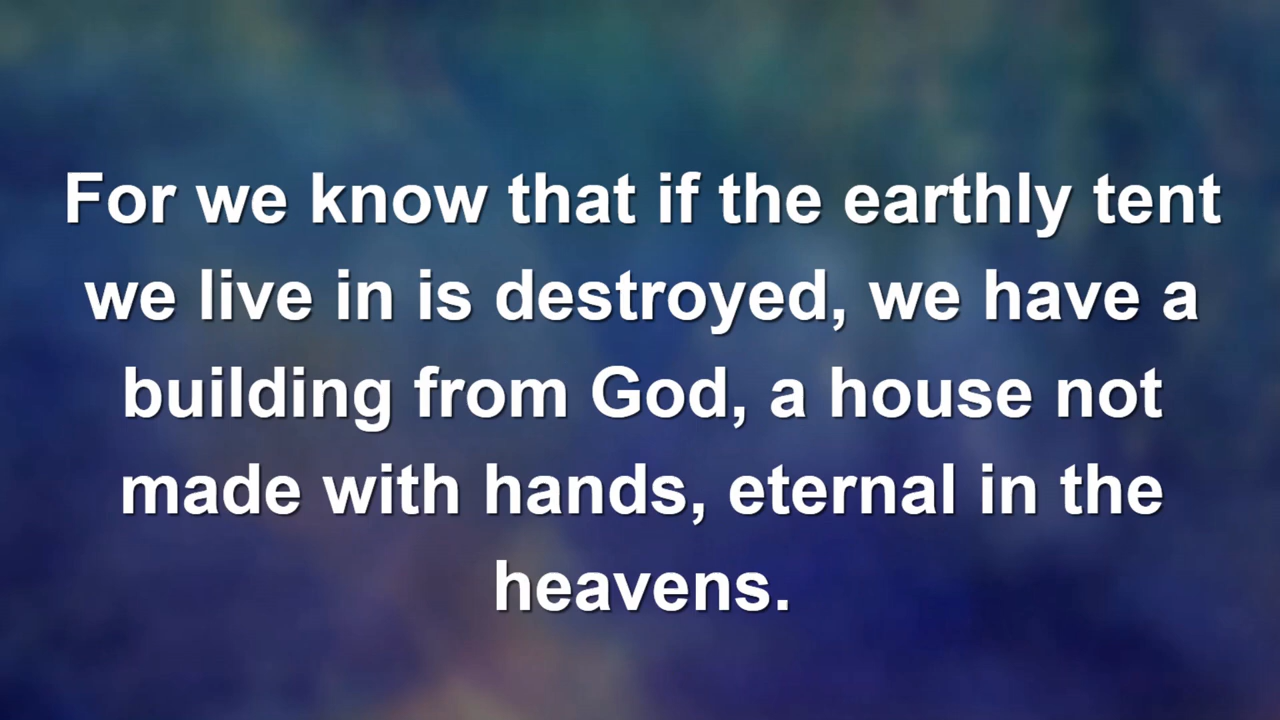 For we know that if the earthly tent
we live in is destroyed, we have a
building from God, a house not
made with hands, eternal in the
heavens.